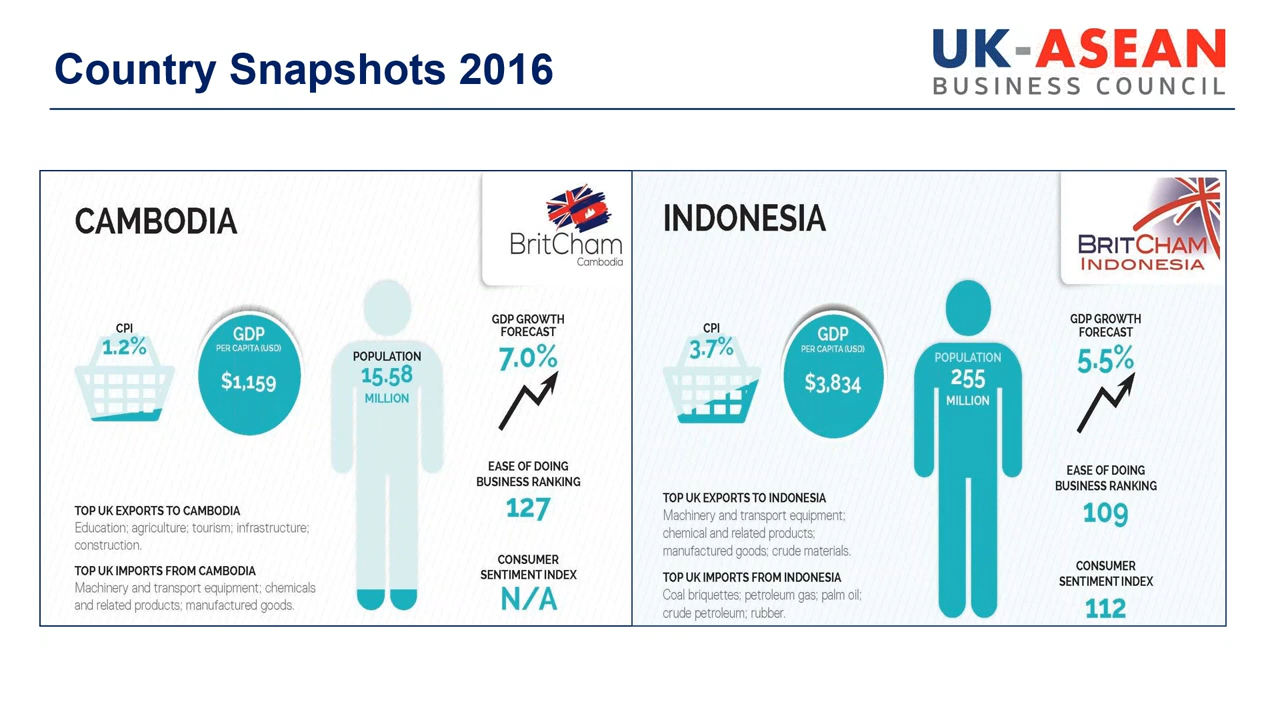 Country Snapshots 2016
UK-ASEAN
BUSINESS COUNCIL
CAMBODIA
BritCham
Cambodia
CPI
1.2%
GDP
PER CAPITA (USD)
$1,159
POPULATION
15.58
MILLION
GDP GROWTH
FORECAST
7.0%
EASE OF DOING
BUSINESS RANKING
127
CONSUMER
SENTIMENT INDEX
N/A
TOP UK EXPORTS TO CAMBODIA
Education; agriculture; tourism; infrastructure;
construction.
TOP UK IMPORTS FROM CAMBODIA
Machinery and transport equipment; chemicals
and related products; manufactured goods.
INDONESIA
BRITCHAM
INDONESIA
CPI
3.7%
GDP
PER CAPITA (USD)
$3,834
POPULATION
255
MILLION
GDP GROWTH
FORECAST
5.5%
EASE OF DOING
BUSINESS RANKING
109
CONSUMER
SENTIMENT INDEX
112
TOP UK EXPORTS TO INDONESIA
Machinery and transport equipment;
chemical and related products;
manufactured goods; crude materials.
TOP UK IMPORTS FROM INDONESIA
Coal briquettes; petroleum gas; palm oil;
crude petroleum; rubber.